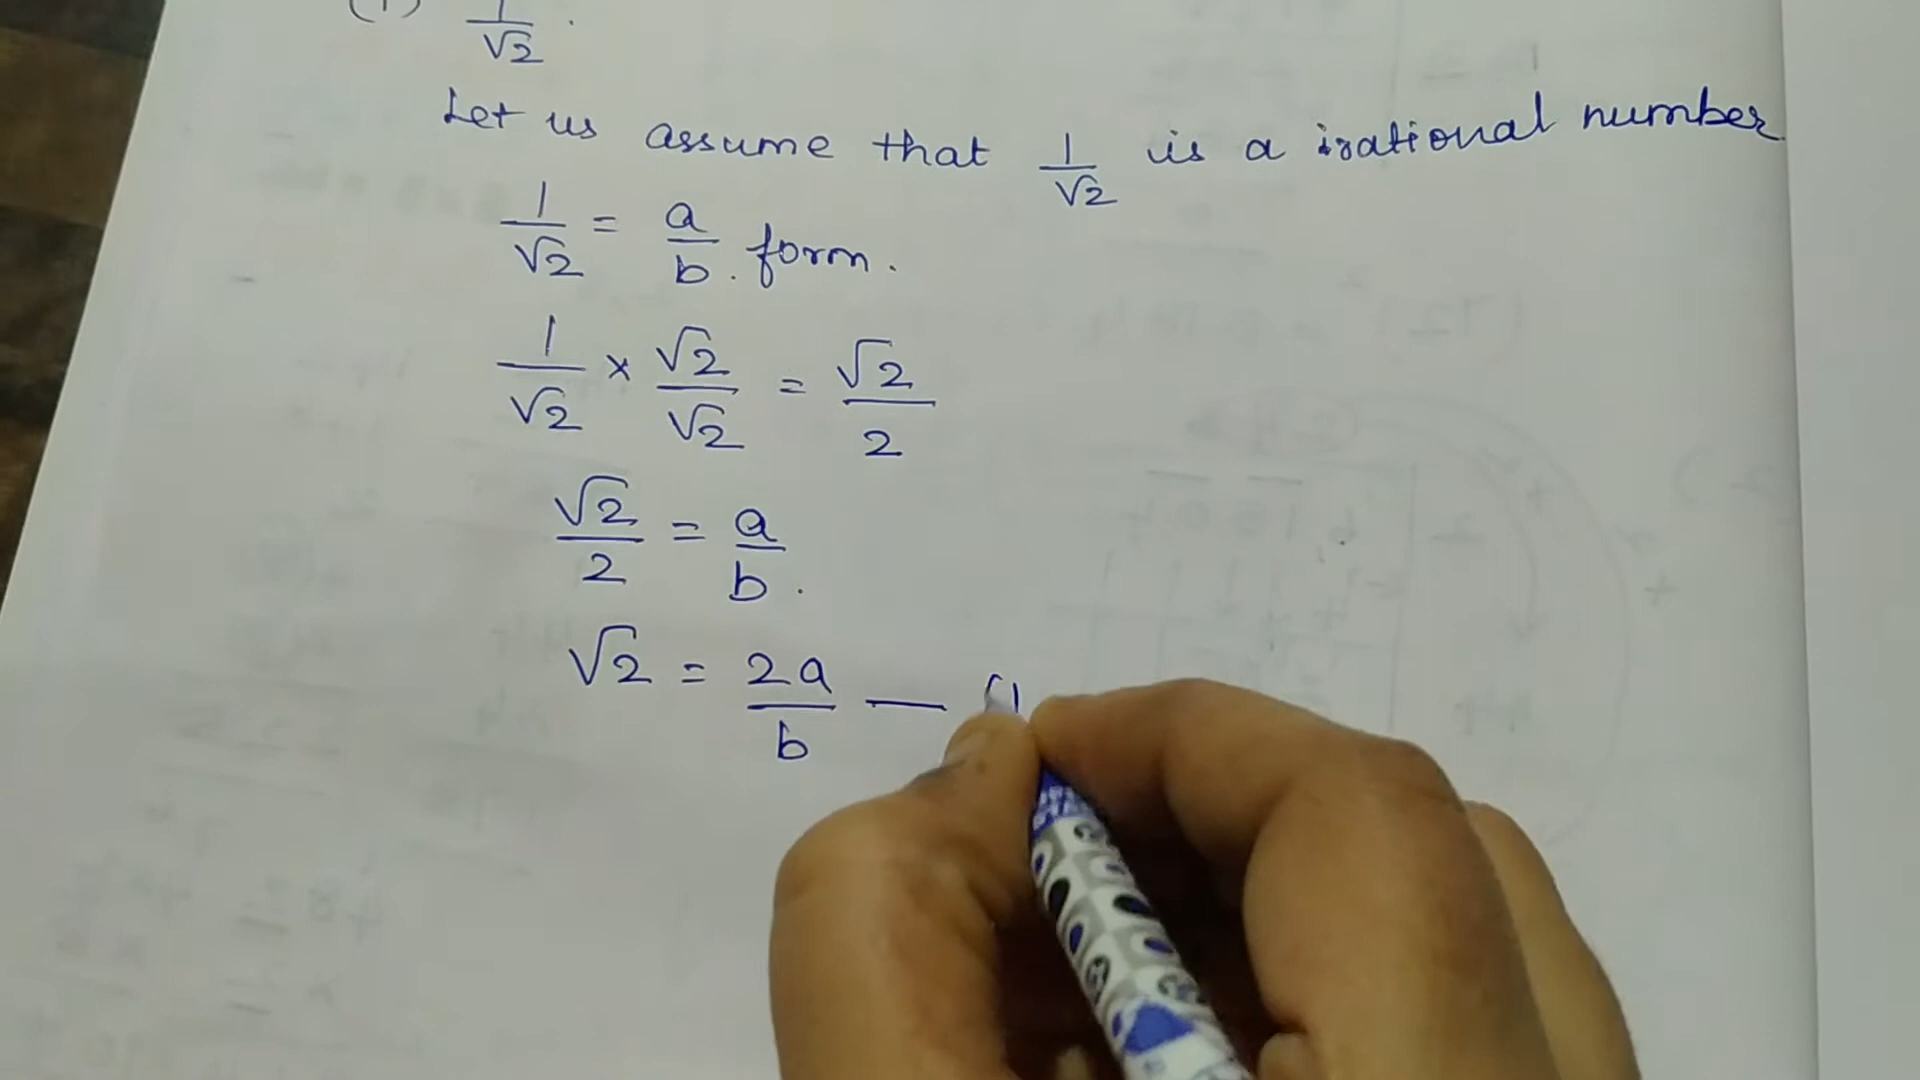 (i) 1/√2 .
Let us assume that 1/√2 is a irational number
1/√2 = a/b . form .
1/√2 × √2/√2 = √2/2
√2/2 = a/b .
√2 = 2a/b — (1